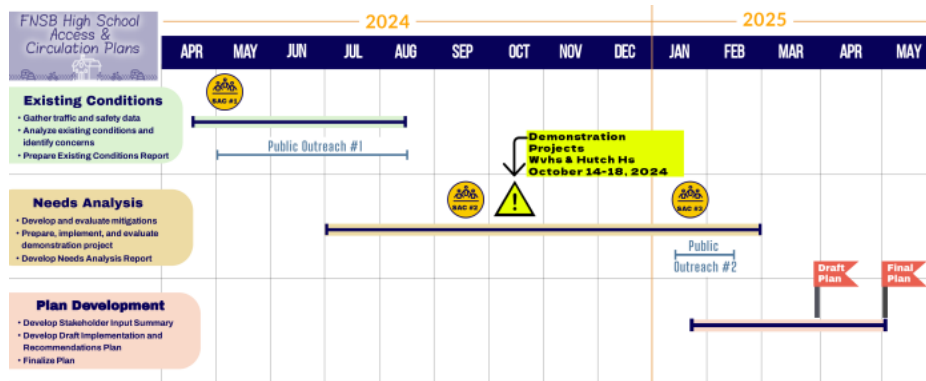 FNSB High School
Access &
Circulation Plans
2024
2025
APR MAY JUN JUL AUG SEP OCT NOV DEC JAN FEB MAR APR MAY
Existing Conditions
• Gather traffic and safety data
• Analyze existing conditions and
identify concerns
• Prepare Existing Conditions Report
SAC #1
Public Outreach #1
Demonstration
Projects
Wvhs & Hutch Hs
October 14-18, 2024
Needs Analysis
• Develop and evaluate mitigations
• Prepare, implement, and evaluate
demonstration project
• Develop Needs Analysis Report
SAC #2
!
SAC #3
Public
Outreach #2
Draft
Plan
Final
Plan
Plan Development
• Develop Stakeholder Input Summary
• Develop Draft Implementation and
Recommendations Plan
• Finalize Plan